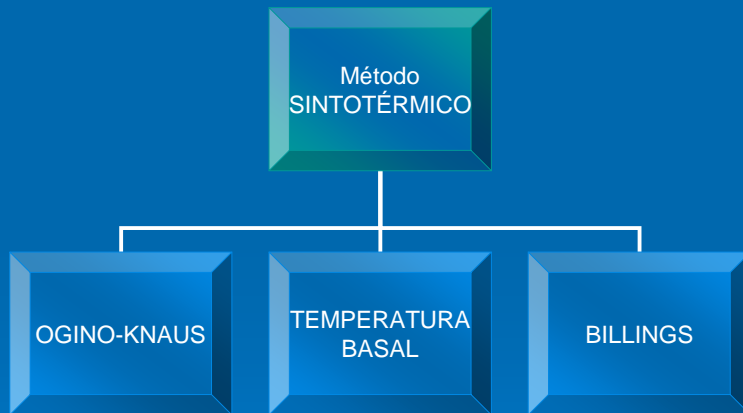 Método
SINTOTÉRMICO
OGINO-KNAUS
TEMPERATURA
BASAL
BILLINGS